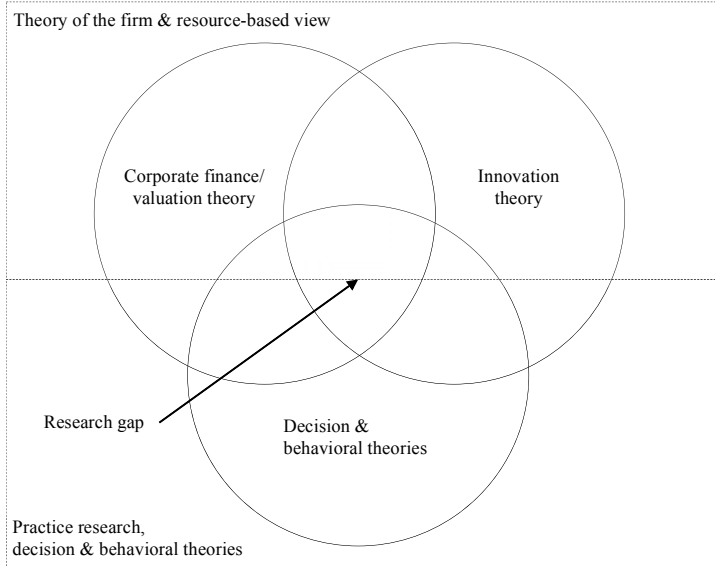 Theory of the firm & resource-based view
Corporate finance/
valuation theory
Innovation
theory
Research gap
Decision &
behavioral theories
Practice research,
decision & behavioral theories